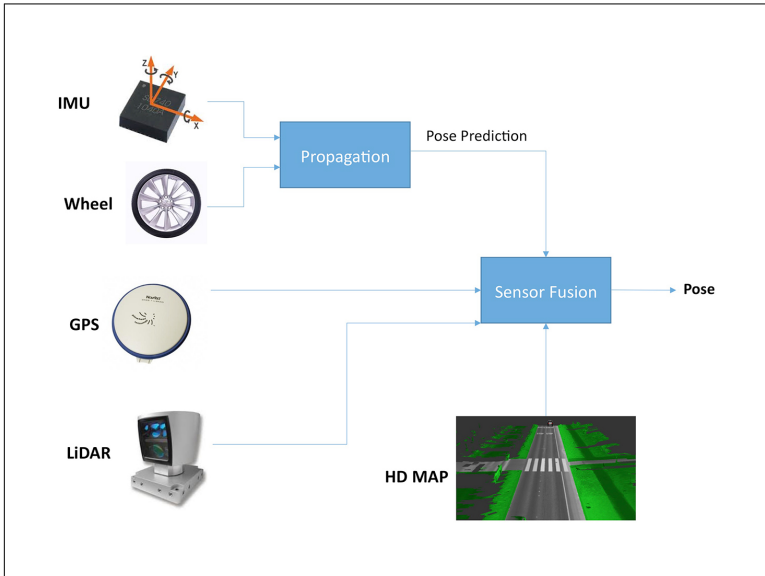 IMU
Z
Y
X
Propagation
Pose Prediction
Wheel
Sensor Fusion
Pose
GPS
LiDAR
HD MAP